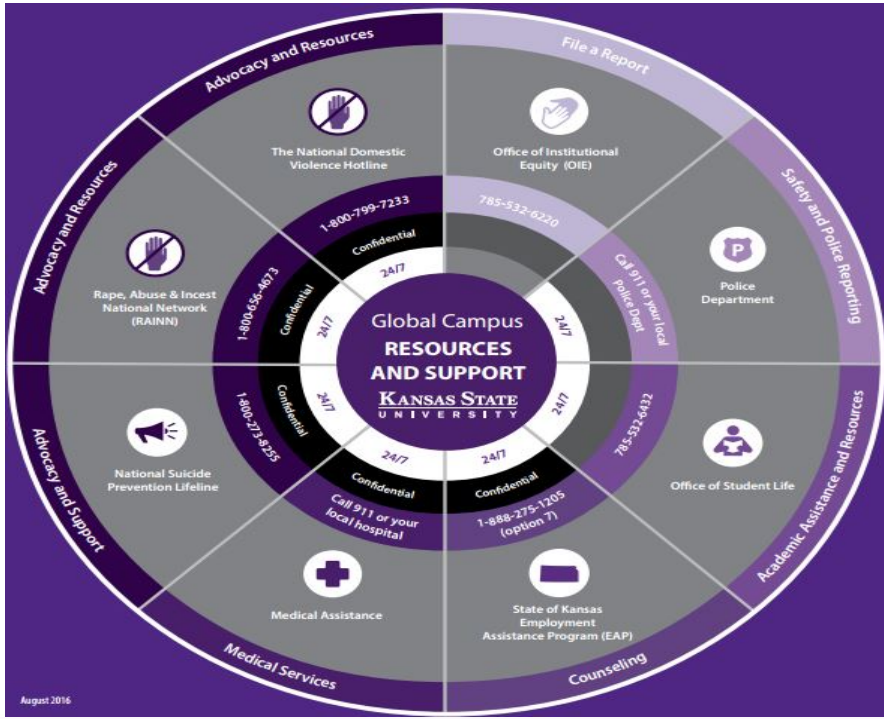 Advocacy and Resources
The National Domestic
Violence Hotline
1-800-799-7233
Confidential
24/7
File a Report
Office of Institutional
Equity (OIE)
785-532-6220
Safety and Police Reporting
P
Police
Department
Call 911 or your local
Police Dept
24/7
Academic Assistance and Resources
Office of Student Life
785-532-6432
24/7
Counseling
State of Kansas
Employment
Assistance Program (EAP)
1-888-275-1205
(option 7)
Confidential
24/7
Medical Services
Medical Assistance
Call 911 or your
local hospital
Confidential
24/7
Advocacy and Support
National Suicide
Prevention Lifeline
1-800-273-8255
Confidential
24/7
Advocacy and Resources
Rape, Abuse & Incest
National Network
(RAINN)
1-800-656-4673
Confidential
24/7
Global Campus
RESOURCES
AND SUPPORT
KANSAS STATE
UNIVERSITY
August 2016